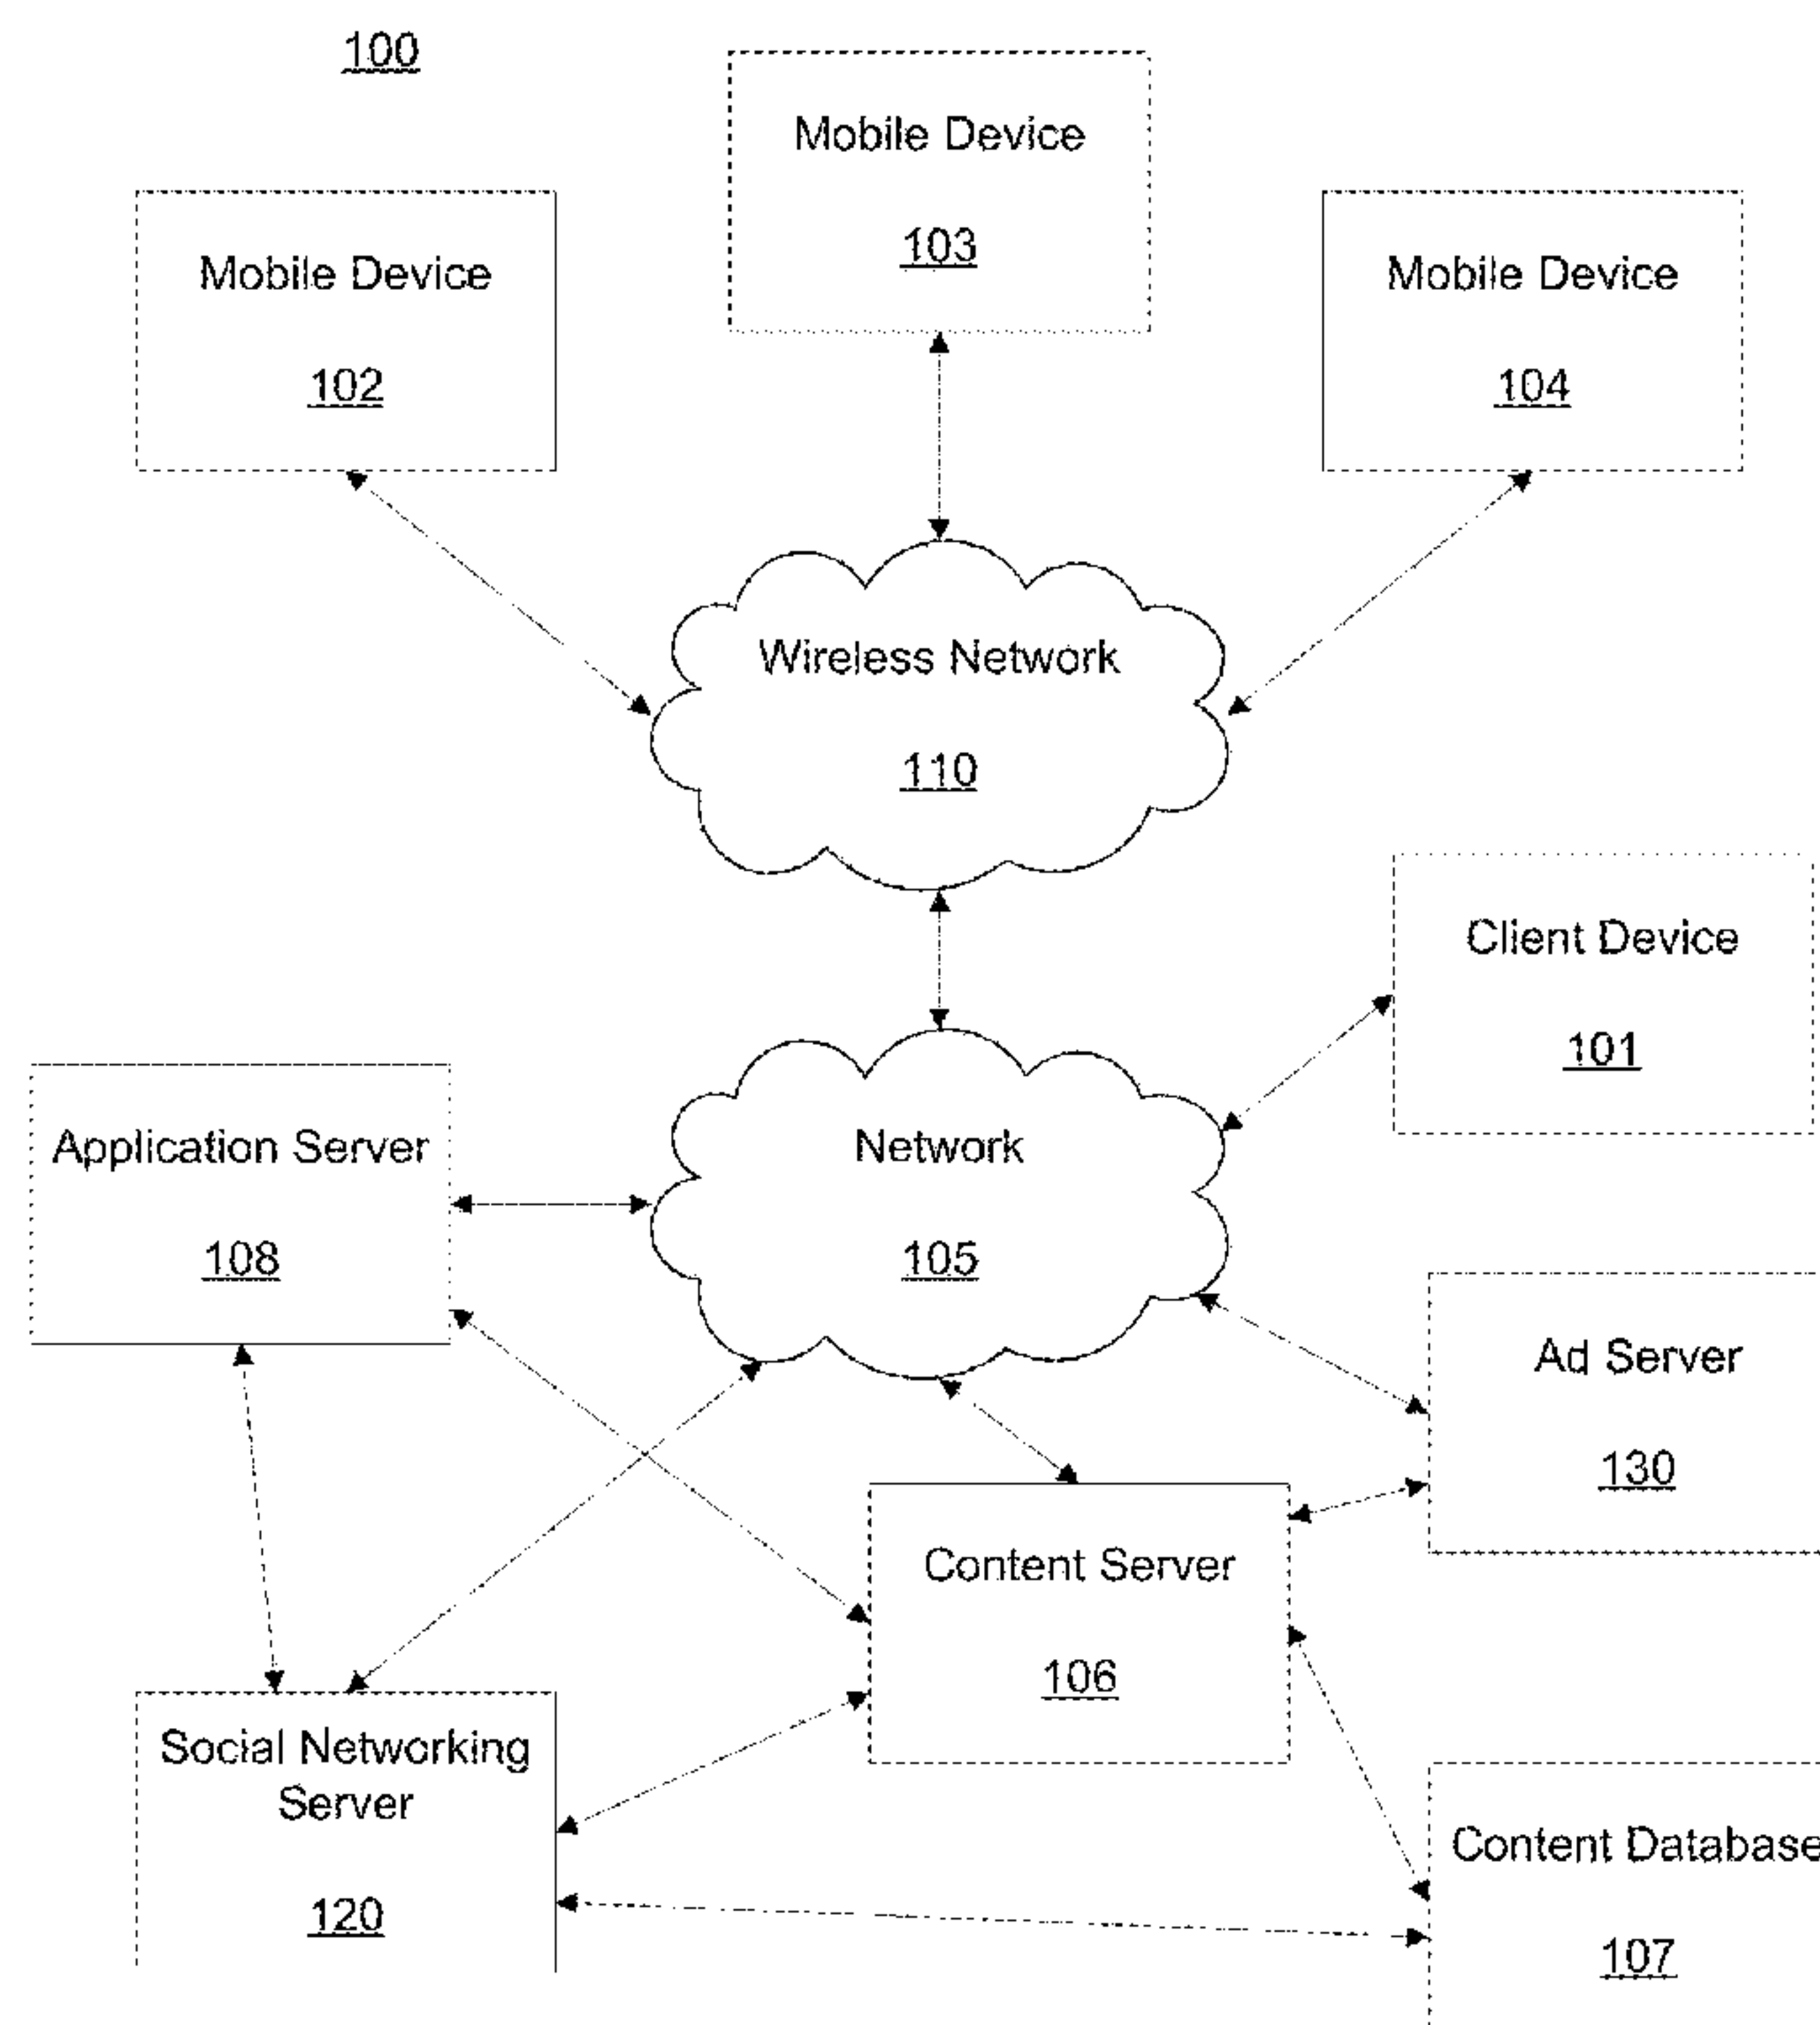 100
Mobile Device
103
Mobile Device
102
Mobile Device
104
Wireless Network
110
Client Device
101
Application Server
108
Network
105
Ad Server
130
Content Server
106
Social Networking
Server
120
Content Database
107